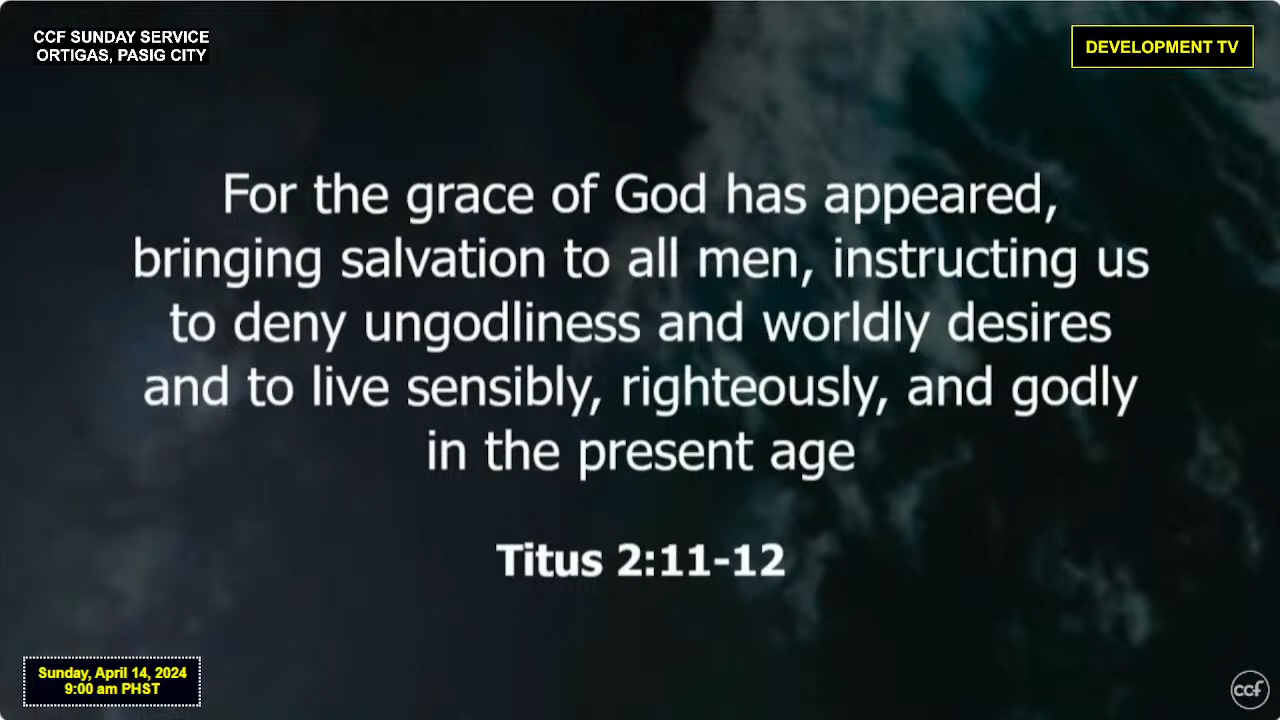 CCF SUNDAY SERVICE
ORTIGAS, PASIG CITY
DEVELOPMENT TV
For the grace of God has appeared,
bringing salvation to all men, instructing us
to deny ungodliness and worldly desires
and to live sensibly, righteously, and godly
in the present age
Titus 2:11-12
Sunday, April 14, 2024
9:00 am PHST
ccf